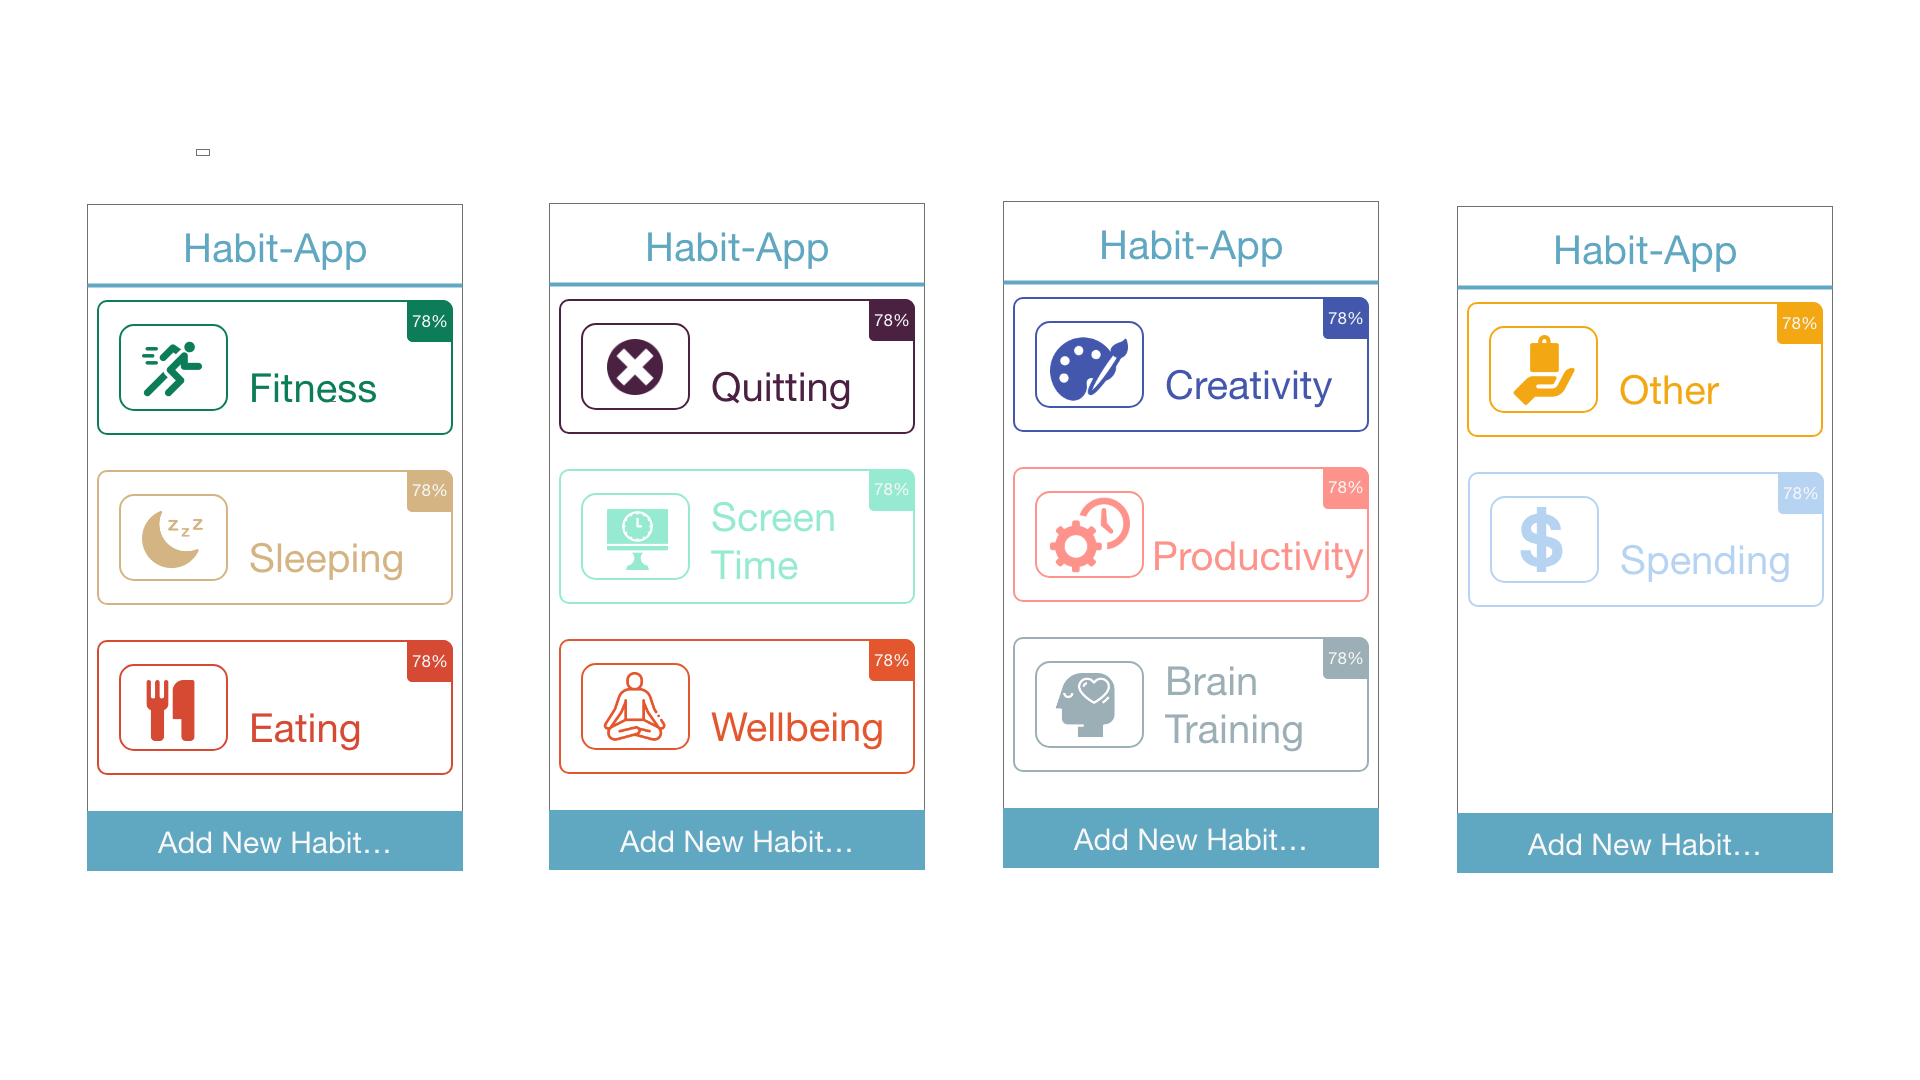 Habit-App
78%
Fitness
78%
Sleeping
78%
Eating
Add New Habit...
Habit-App
78%
Quitting
78%
Screen
Time
78%
Wellbeing
Add New Habit...
Habit-App
78%
Creativity
78%
Productivity
78%
Brain
Training
Add New Habit...
Habit-App
78%
Other
78%
Spending
Add New Habit...